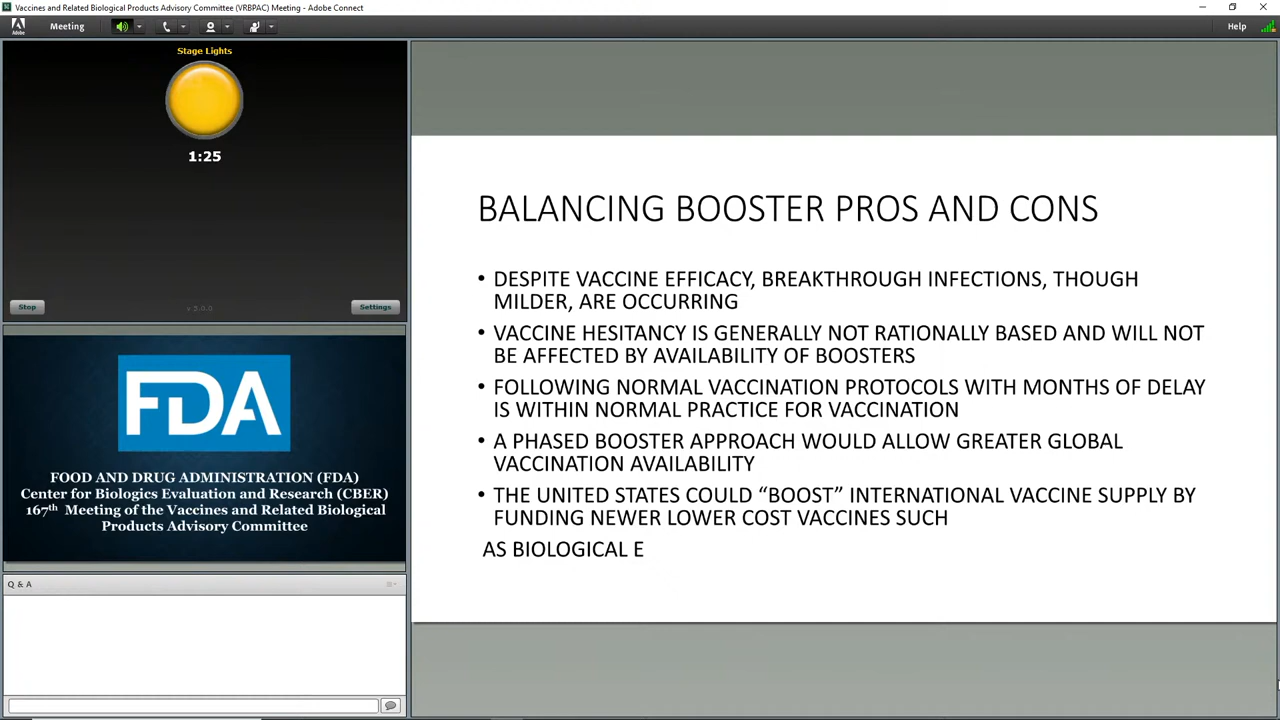 Vaccines and Related Biological Products Advisory Committee (VRBPAC) Meeting - Adobe Connect
Meeting
Help
Stage Lights
1:25
Stop
v 3.0.0
Settings
FDA
FOOD AND DRUG ADMINISTRATION (FDA)
Center for Biologics Evaluation and Research (CBER)
167th Meeting of the Vaccines and Related Biological
Products Advisory Committee
Q & A
BALANCING BOOSTER PROS AND CONS
• DESPITE VACCINE EFFICACY, BREAKTHROUGH INFECTIONS, THOUGH
MILDER, ARE OCCURRING
• VACCINE HESITANCY IS GENERALLY NOT RATIONALLY BASED AND WILL NOT
BE AFFECTED BY AVAILABILITY OF BOOSTERS
• FOLLOWING NORMAL VACCINATION PROTOCOLS WITH MONTHS OF DELAY
IS WITHIN NORMAL PRACTICE FOR VACCINATION
• A PHASED BOOSTER APPROACH WOULD ALLOW GREATER GLOBAL
VACCINATION AVAILABILITY
• THE UNITED STATES COULD “BOOST” INTERNATIONAL VACCINE SUPPLY BY
FUNDING NEWER LOWER COST VACCINES SUCH
AS BIOLOGICAL E